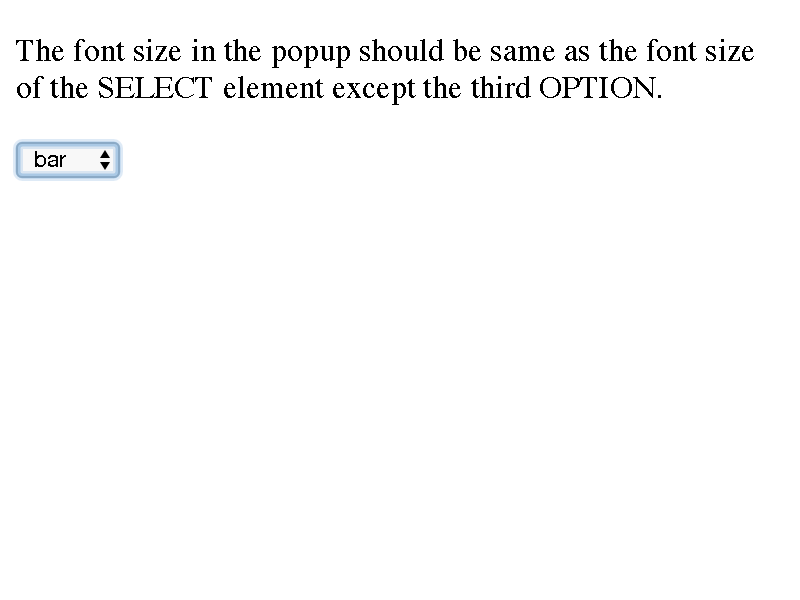 The font size in the popup should be same as the font size
of the SELECT element except the third OPTION.
bar